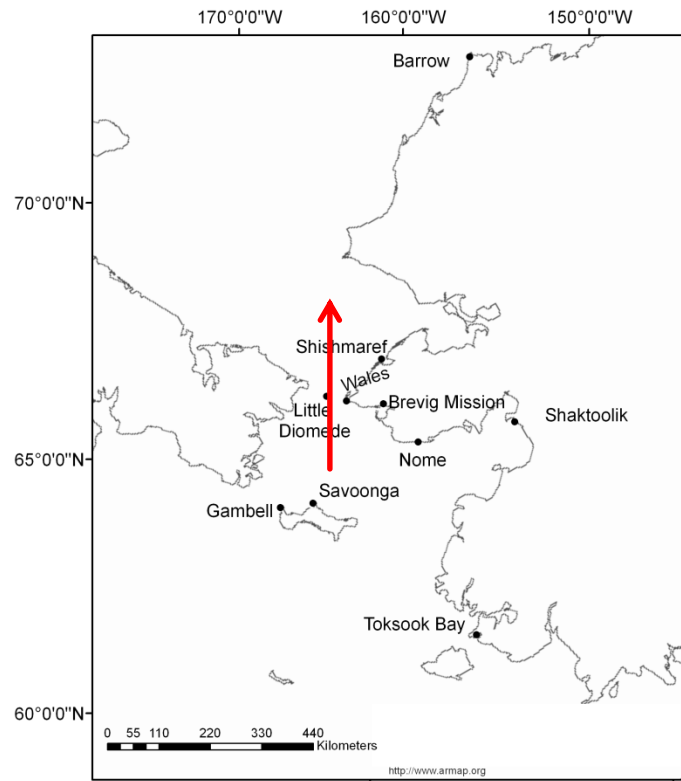 170°0'0"W
160°0'0"W
150°0'0"W
Barrow
70°0'0"N
Shishmaref
Wales
Little
Diomede
Brevig Mission
Shaktoolik
Nome
65°0'0"N
Savoonga
Gambell
Toksook Bay
60°0'0"N
0 55 110 220 330 440
Kilometers
http://www.armap.org